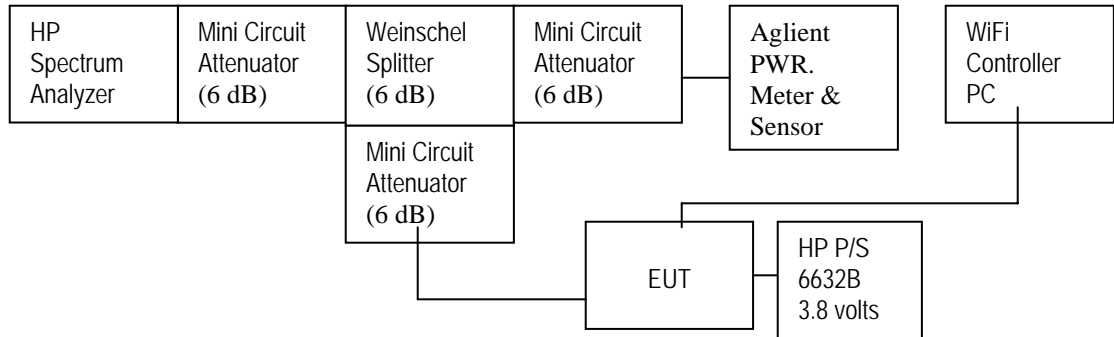 HP
Spectrum
Analyzer
Mini Circuit
Attenuator
(6 dB)
Weinschel
Splitter
(6 dB)
Mini Circuit
Attenuator
(6 dB)
Aglient
PWR.
Meter &
Sensor
WiFi
Controller
PC
Mini Circuit
Attenuator
(6 dB)
EUT
HP P/S
6632B
3.8 volts